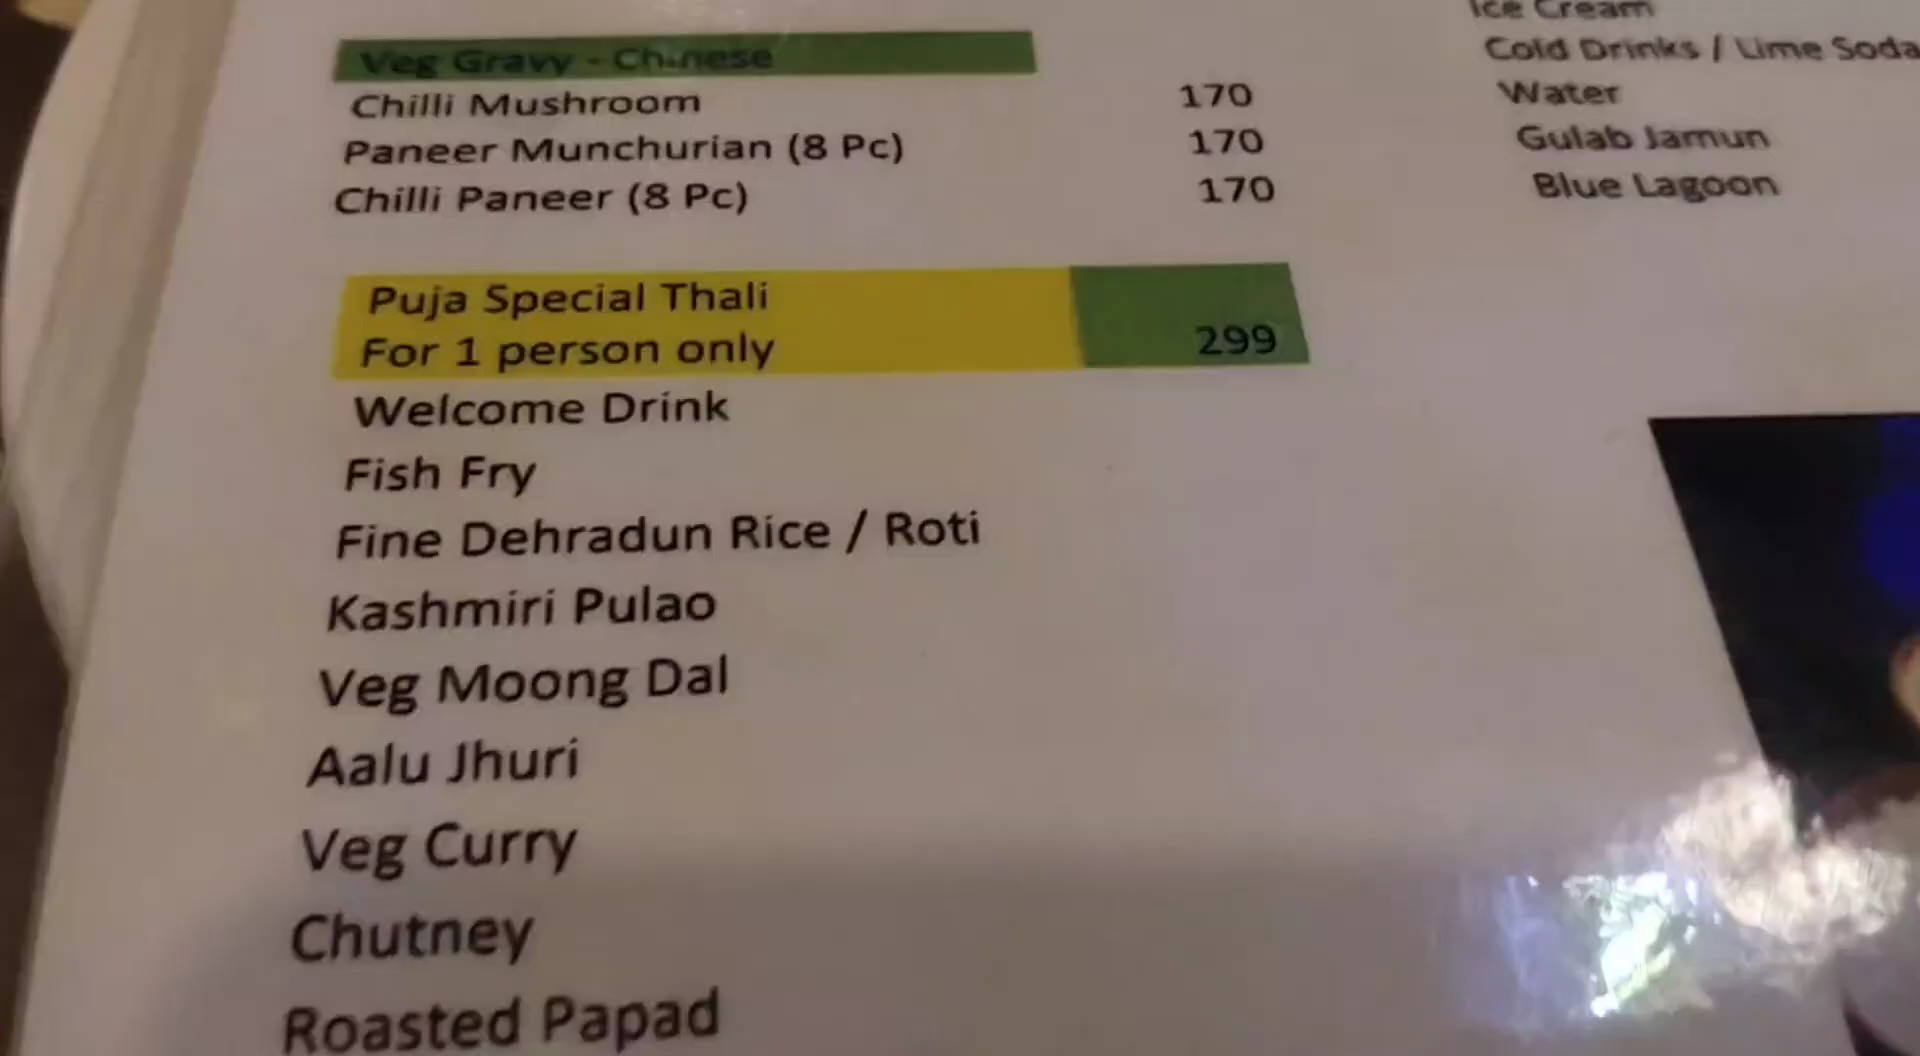 Veg Gravy - Chinese
Chilli Mushroom 170
Paneer Munchurian (8 Pc) 170
Chilli Paneer (8 Pc) 170
Puja Special Thali
For 1 person only 299
Welcome Drink
Fish Fry
Fine Dehradun Rice / Roti
Kashmiri Pulao
Veg Moong Dal
Aalu Jhuri
Veg Curry
Chutney
Roasted Papad
Ice Cream
Cold Drinks / Lime Soda
Water
Gulab Jamun
Blue Lagoon